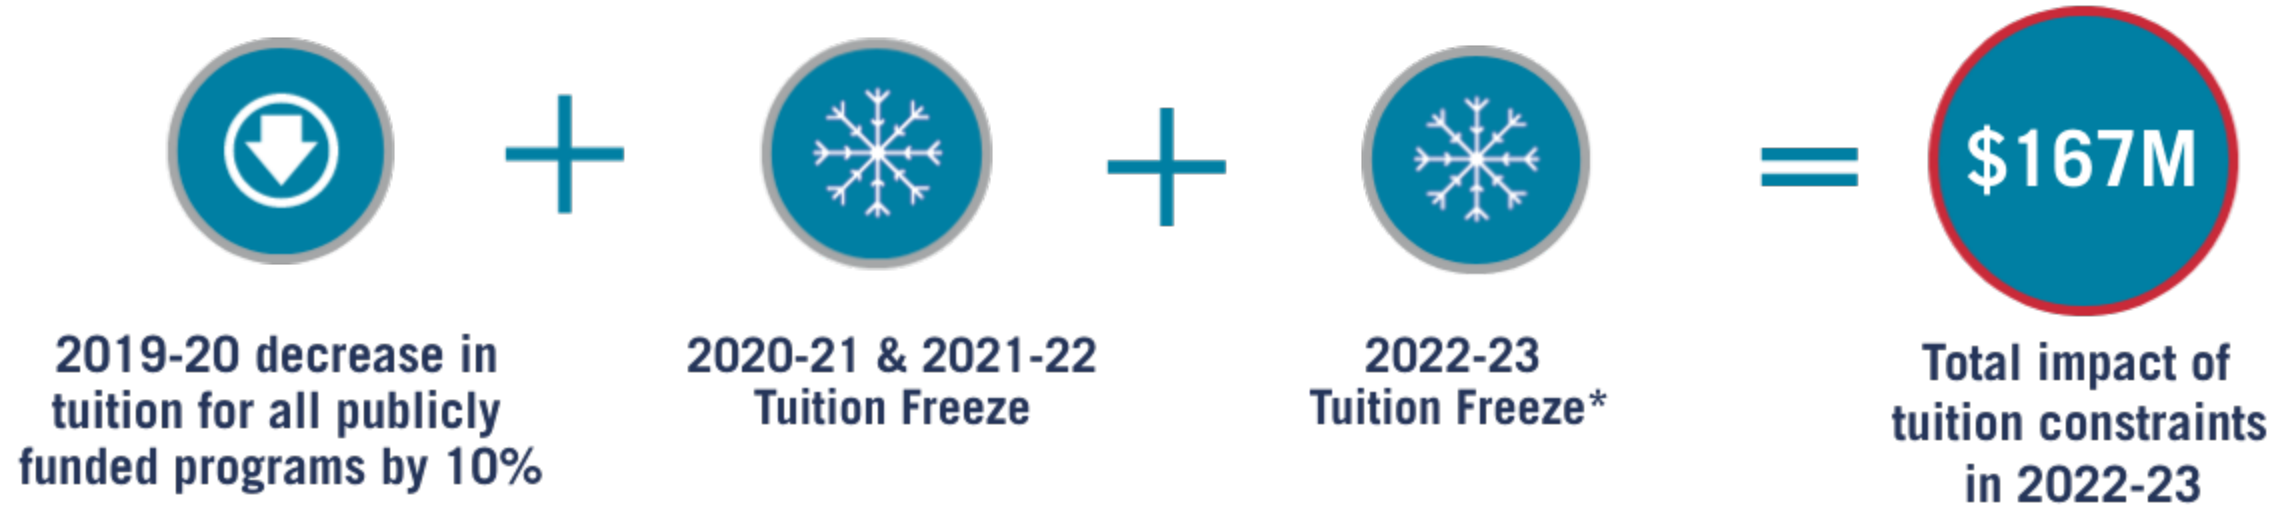 2019-20 decrease in
tuition for all publicly
funded programs by 10%
2020-21 & 2021-22
Tuition Freeze
2022-23
Tuition Freeze*
$167M
Total impact of
tuition constraints
in 2022-23